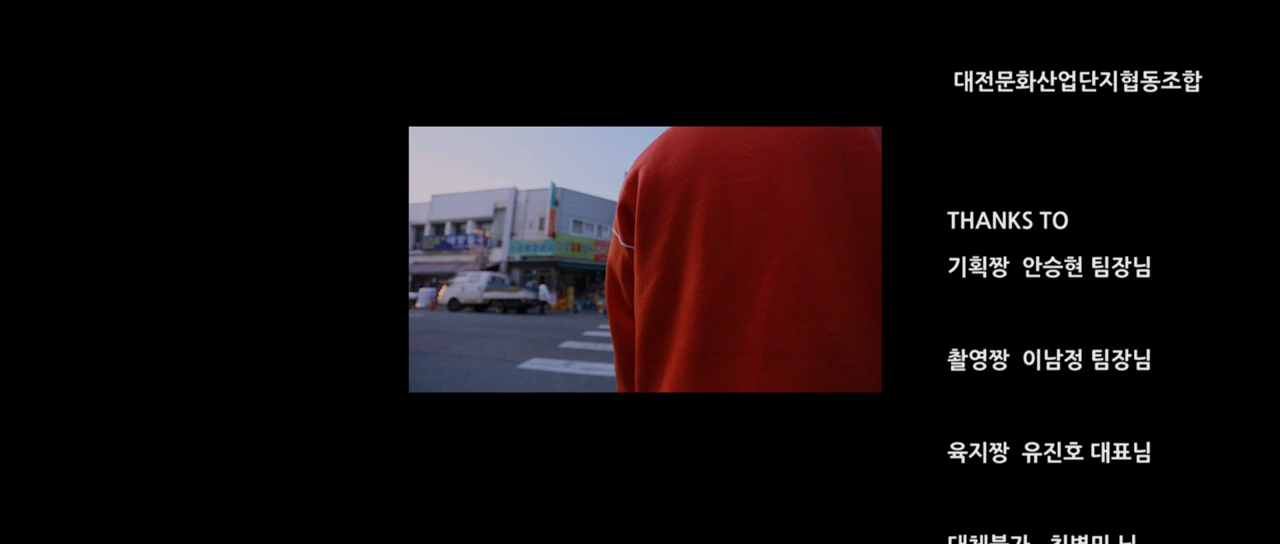 대전문화산업단지협동조합
THANKS TO
기획짱 안승현 팀장님
촬영짱 이남정 팀장님
육지짱 유진호 대표님